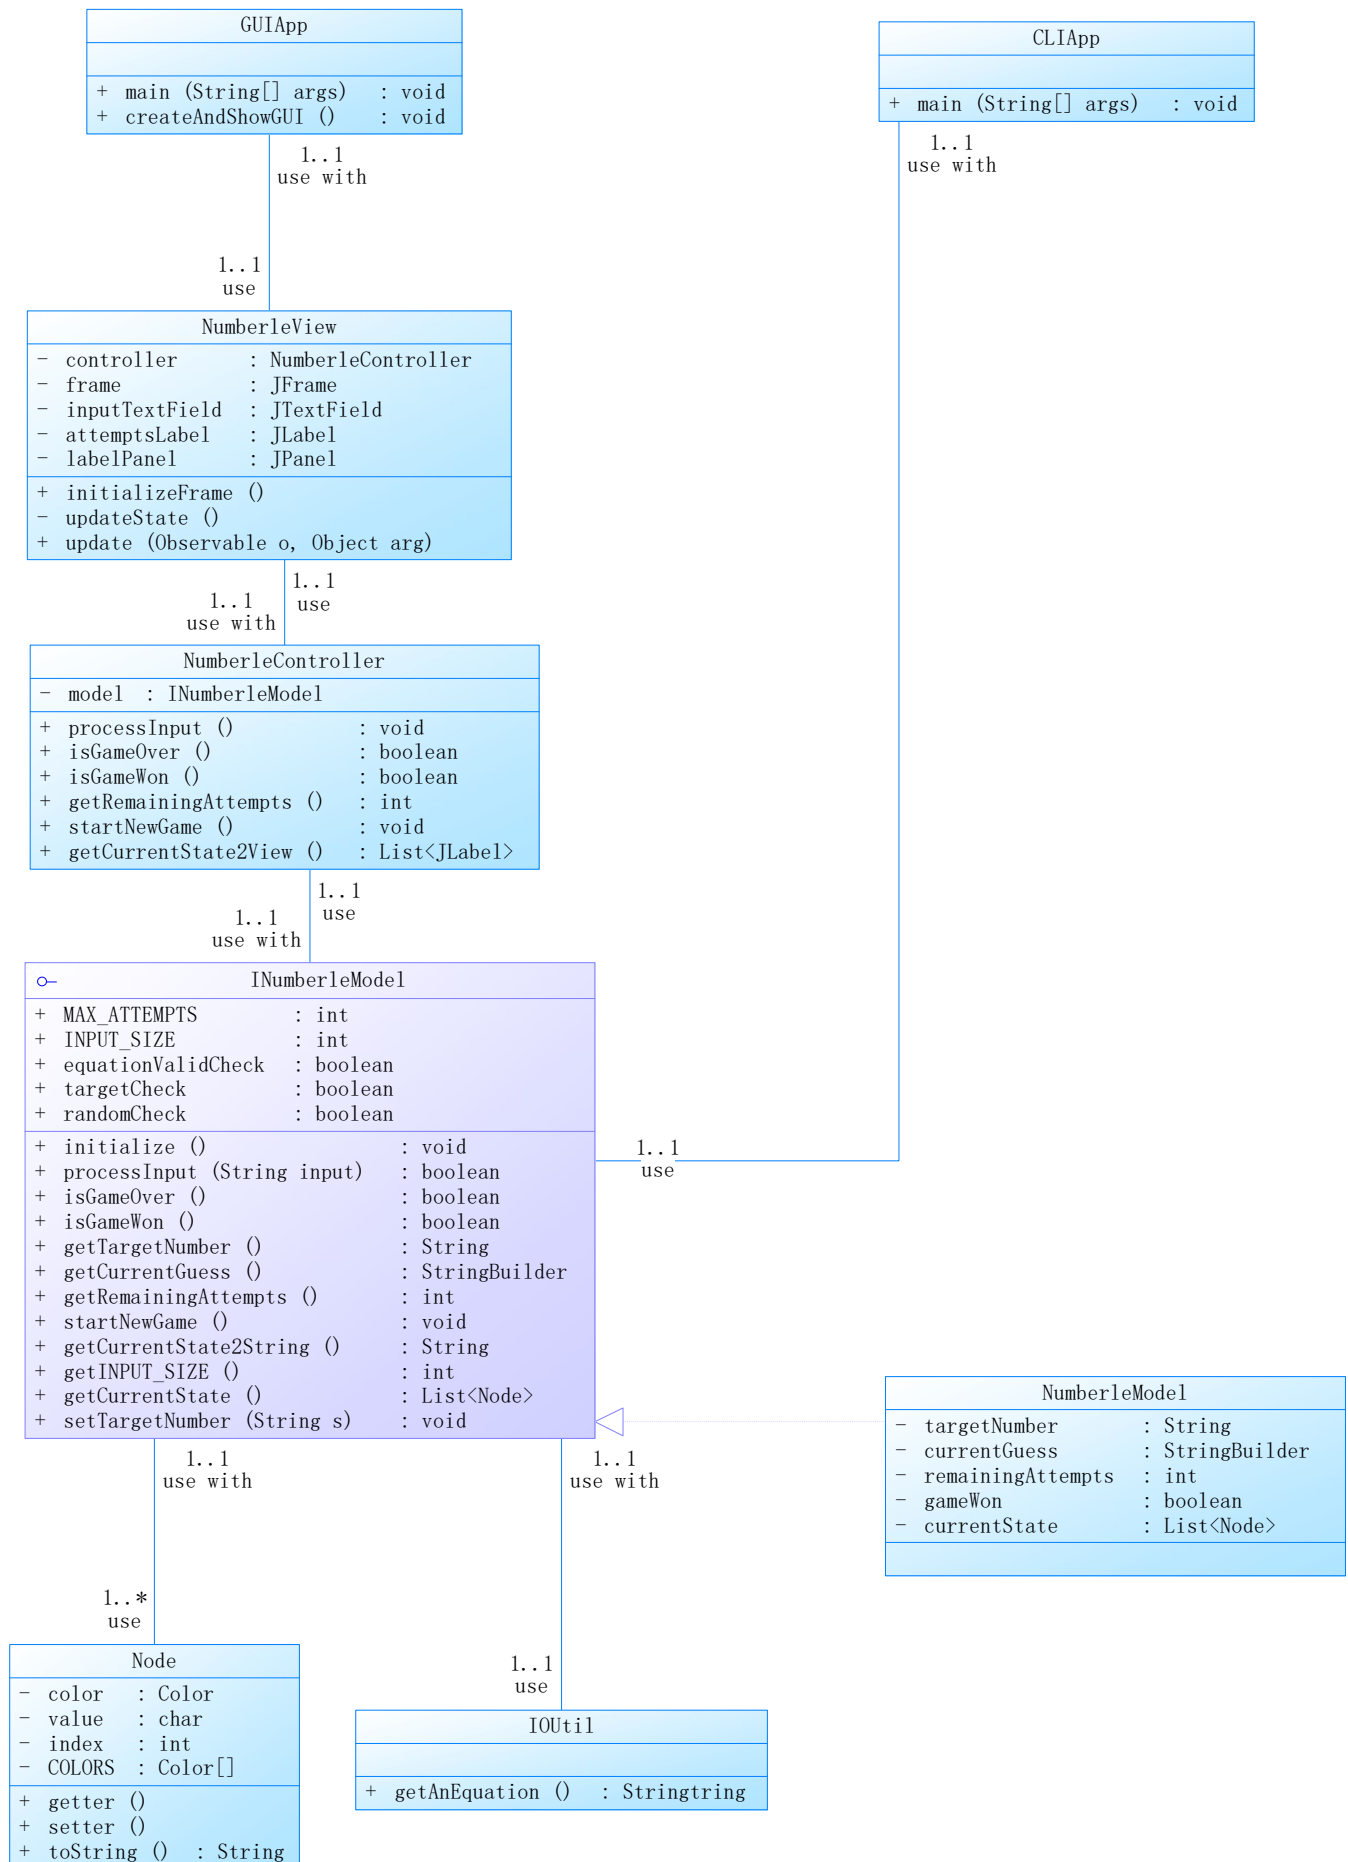 GUIApp
+ main (String[] args) : void
+ createAndShowGUI () : void
1..1
use with
1..1
use
CLIApp
+ main (String[] args) : void
1..1
use with
NumberleView
- controller : NumberleController
- frame : JFrame
- inputTextField : JTextField
- attemptsLabel : JLabel
- labelPanel : JPanel
+ initializeFrame ()
- updateState ()
+ update (Observable o, Object arg)
1..1
use
1..1
use with
NumberleController
- model : INumberleModel
+ processInput () : void
+ isGameOver () : boolean
+ isGameWon () : boolean
+ getRemainingAttempts () : int
+ startNewGame () : void
+ getCurrentState2View () : List<JLabel>
1..1
use
1..1
use with
INumberleModel
+ MAX_ATTEMPTS : int
+ INPUT_SIZE : int
+ equationValidCheck : boolean
+ targetCheck : boolean
+ randomCheck : boolean
+ initialize () : void
+ processInput (String input) : boolean
+ isGameOver () : boolean
+ isGameWon () : boolean
+ getTargetNumber () : String
+ getCurrentGuess () : StringBuilder
+ getRemainingAttempts () : int
+ startNewGame () : void
+ getCurrentState2String () : String
+ getINPUT_SIZE () : int
+ getCurrentState () : List<Node>
+ setTargetNumber (String s) : void
1..1
use
NumberleModel
- targetNumber : String
- currentGuess : StringBuilder
- remainingAttempts : int
- gameWon : boolean
- currentState : List<Node>
1..1
use with
1..1
use with
1..*
use
1..1
use
Node
- color : Color
- value : char
- index : int
- COLORS : Color[]
+ getter ()
+ setter ()
+ toString () : String
IOUtil
+ getAnEquation () : Stringtring